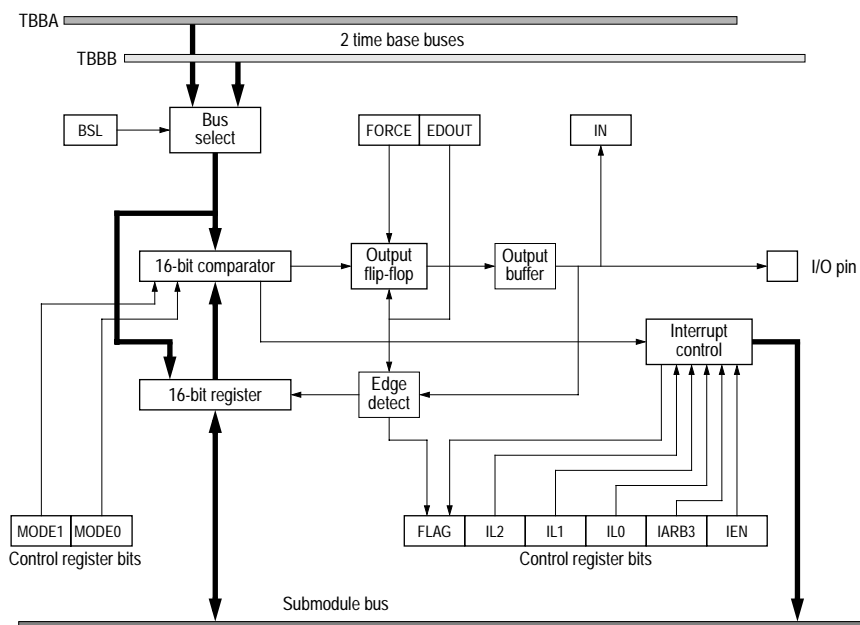 TBBA
2 time base buses
TBBB
BSL
Bus
select
FORCE
EDOUT
IN
16-bit comparator
Output
flip-flop
Output
buffer
I/O pin
Interrupt
control
16-bit register
Edge
detect
MODE1
MODE0
FLAG
IL2
IL1
IL0
IARB3
IEN
Control register bits
Control register bits
Submodule bus